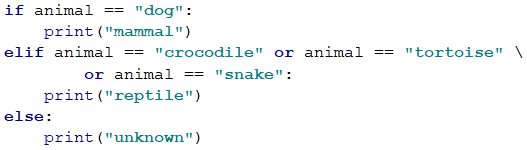 if animal == "dog":
    print("mammal")
elif animal == "crocodile" or animal == "tortoise" \
        or animal == "snake":
    print("reptile")
else:
    print("unknown")